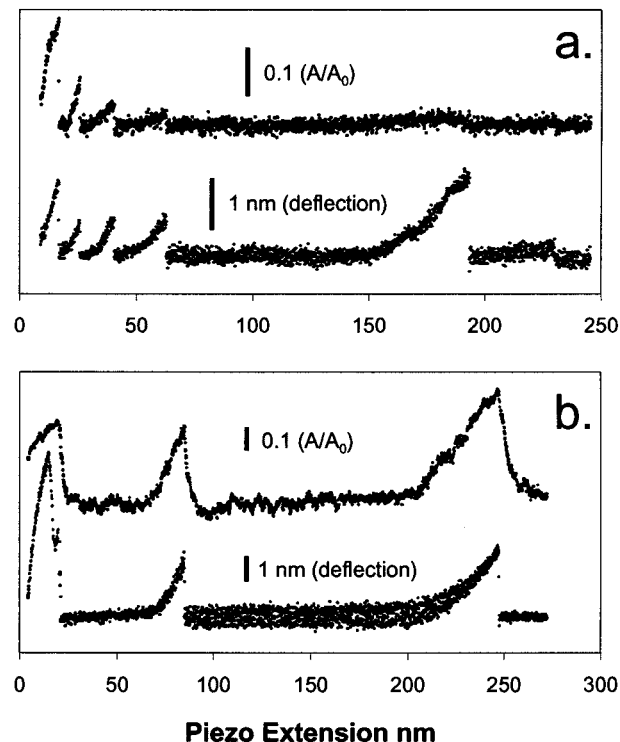 a.
0.1 (A/A₀)
1 nm (deflection)
0 50 100 150 200 250
b.
0.1 (A/A₀)
1 nm (deflection)
0 50 100 150 200 250 300
Piezo Extension nm